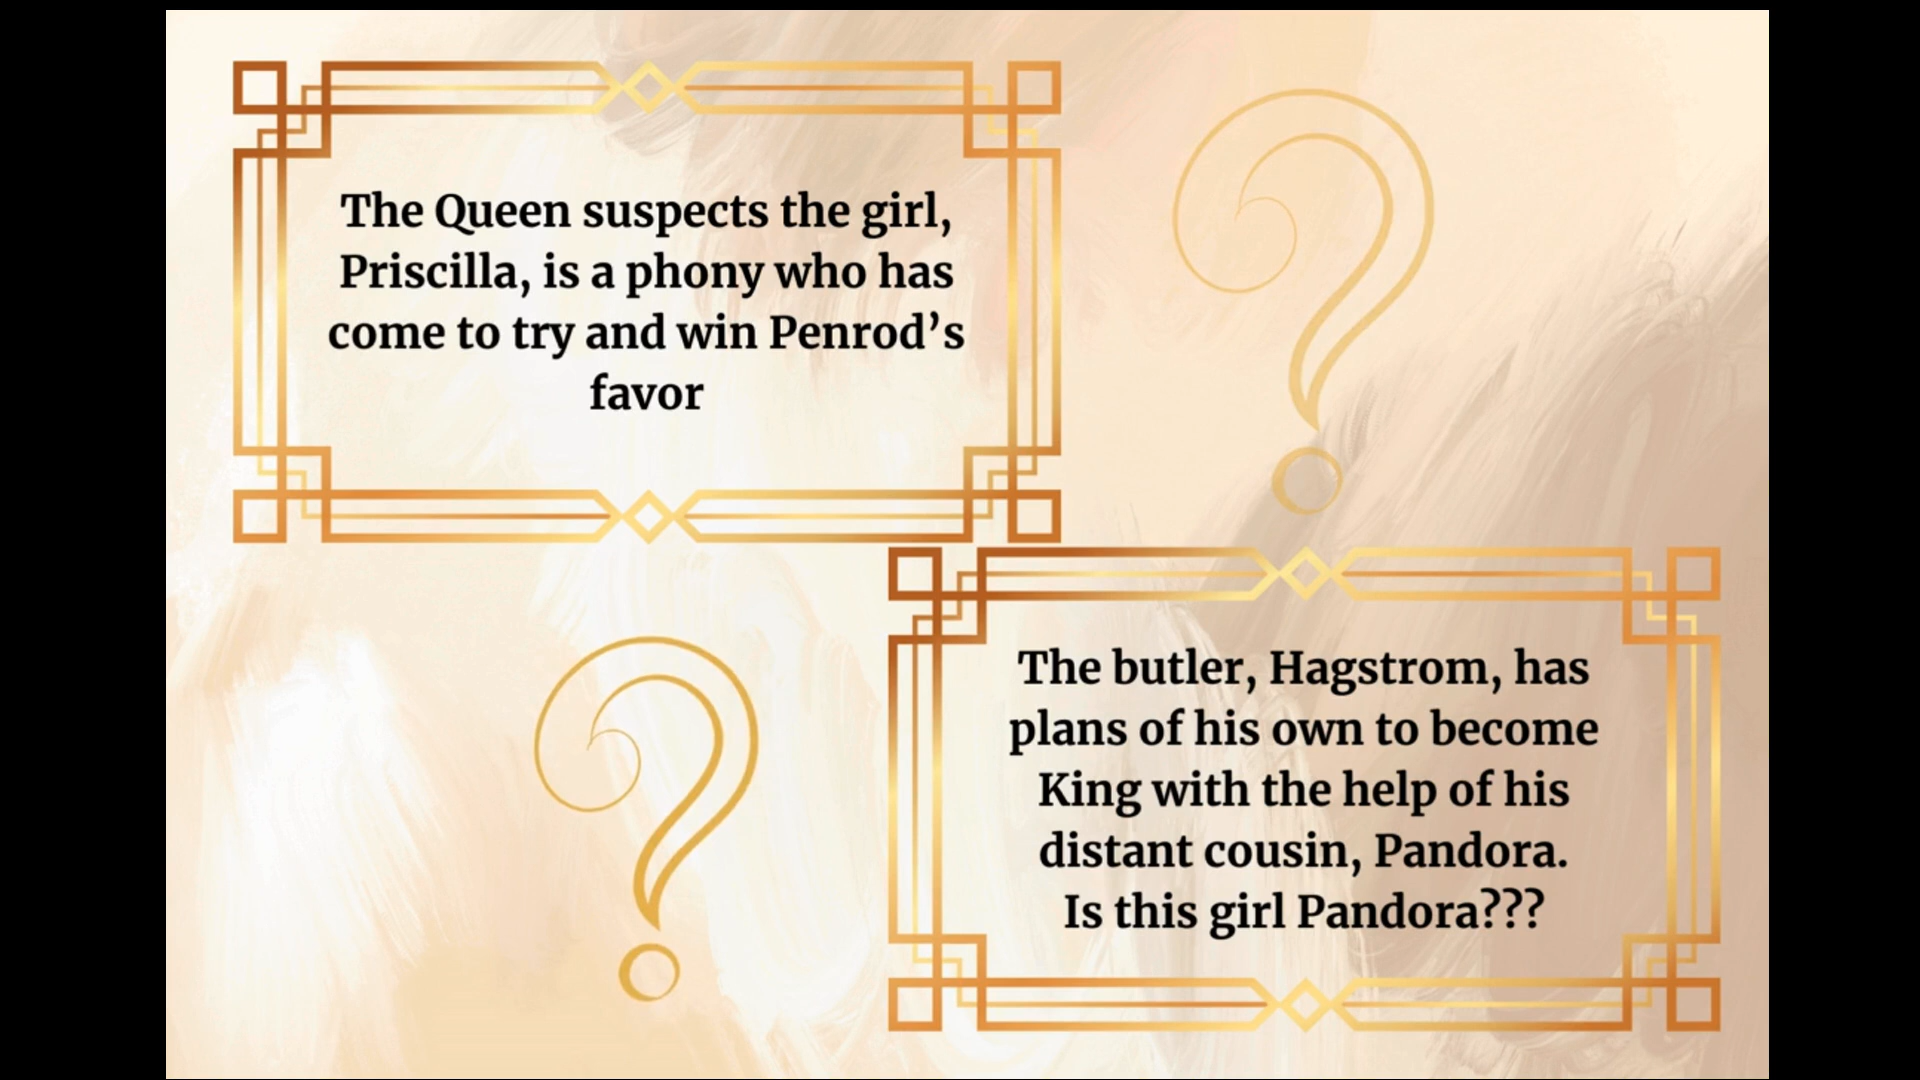 The Queen suspects the girl,
Priscilla, is a phony who has
come to try and win Penrod’s
favor
The butler, Hagstrom, has
plans of his own to become
King with the help of his
distant cousin, Pandora.
Is this girl Pandora???